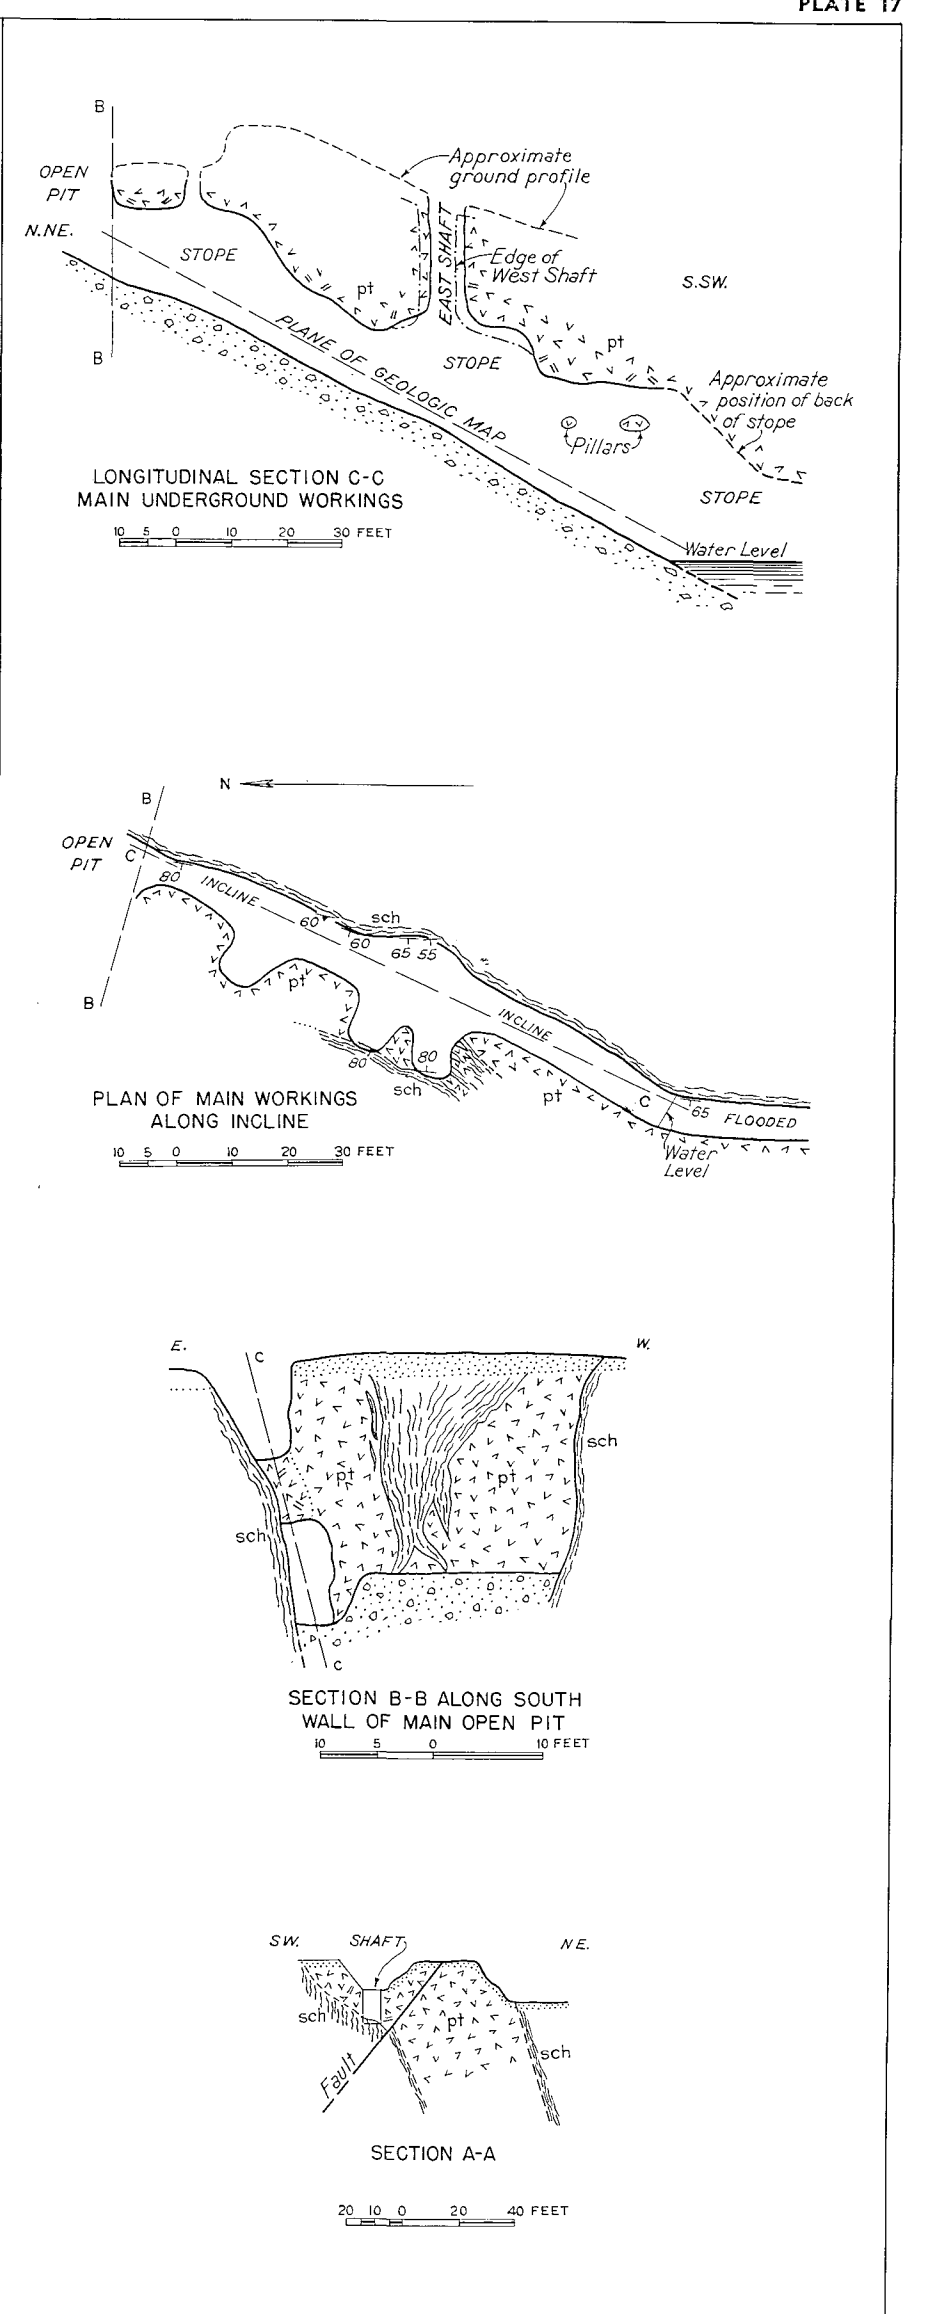 PLATE 17
B
OPEN
PIT
N.NE.
STOPE
pt
Approximate
ground profile
EAST SHAFT
Edge of
West Shaft
S.SW.
pt
B
PLANE OF GEOLOGIC MAP
STOPE
Approximate
position of back
of stope
Pillars
STOPE
Water Level
LONGITUDINAL SECTION C-C
MAIN UNDERGROUND WORKINGS
10 5 0 10 20 30 FEET
N
B
OPEN
PIT
C
80
INCLINE
60
sch
60
65 55
pt
B
INCLINE
80
80
sch
pt
C
65
FLOODED
Water
Level
PLAN OF MAIN WORKINGS
ALONG INCLINE
10 5 0 10 20 30 FEET
E.
C
W.
sch
pt
pt
sch
C
SECTION B-B ALONG SOUTH
WALL OF MAIN OPEN PIT
10 5 0 10 FEET
SW.
SHAFT
NE.
sch
pt
sch
Fault
SECTION A-A
20 10 0 20 40 FEET